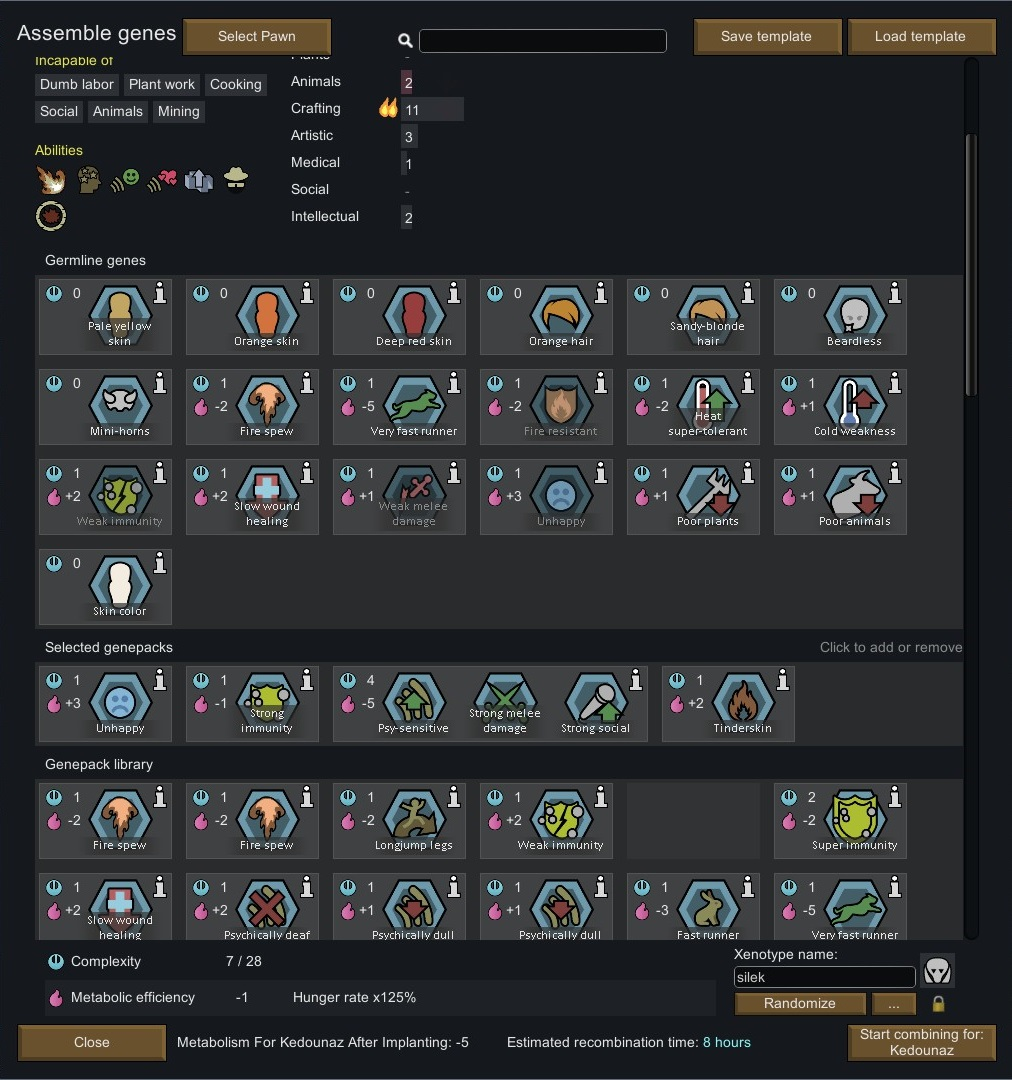 Assemble genes
Select Pawn
Save template
Load template
Incapable of
Plants -
Dumb labor Plant work Cooking
Animals 2
Social Animals Mining
Crafting 11
Artistic 3
Abilities
Medical 1
Social -
Intellectual 2
Germline genes
0 0 0 0 0 0
Pale yellow skin
Orange skin
Deep red skin
Orange hair
Sandy-blonde hair
Beardless
0
Mini-horns
1 -2
Fire spew
1 -5
Very fast runner
1 -2
Fire resistant
1 -2
Heat super-tolerant
1 +1
Cold weakness
1 +2
Weak immunity
1 +2
Slow wound healing
1 +1
Weak melee damage
1 +3
Unhappy
1 +1
Poor plants
1 +1
Poor animals
0
Skin color
Selected genepacks
Click to add or remove
1 +3
Unhappy
1 -1
Strong immunity
4 -5
Psy-sensitive
Strong melee damage
Strong social
1 +2
Tinderskin
Genepack library
1 -2
Fire spew
1 -2
Fire spew
1 -2
Longjump legs
1 +2
Weak immunity
2 -2
Super immunity
1 +2
Slow wound healing
1 +2
Psychically deaf
1 +1
Psychically dull
1 +1
Psychically dull
1 -3
Fast runner
1 -5
Very fast runner
Complexity 7 / 28
Metabolic efficiency -1 Hunger rate x125%
Xenotype name:
silek
Randomize ...
Close
Metabolism For Kedounaz After Implanting: -5
Estimated recombination time: 8 hours
Start combining for:
Kedounaz